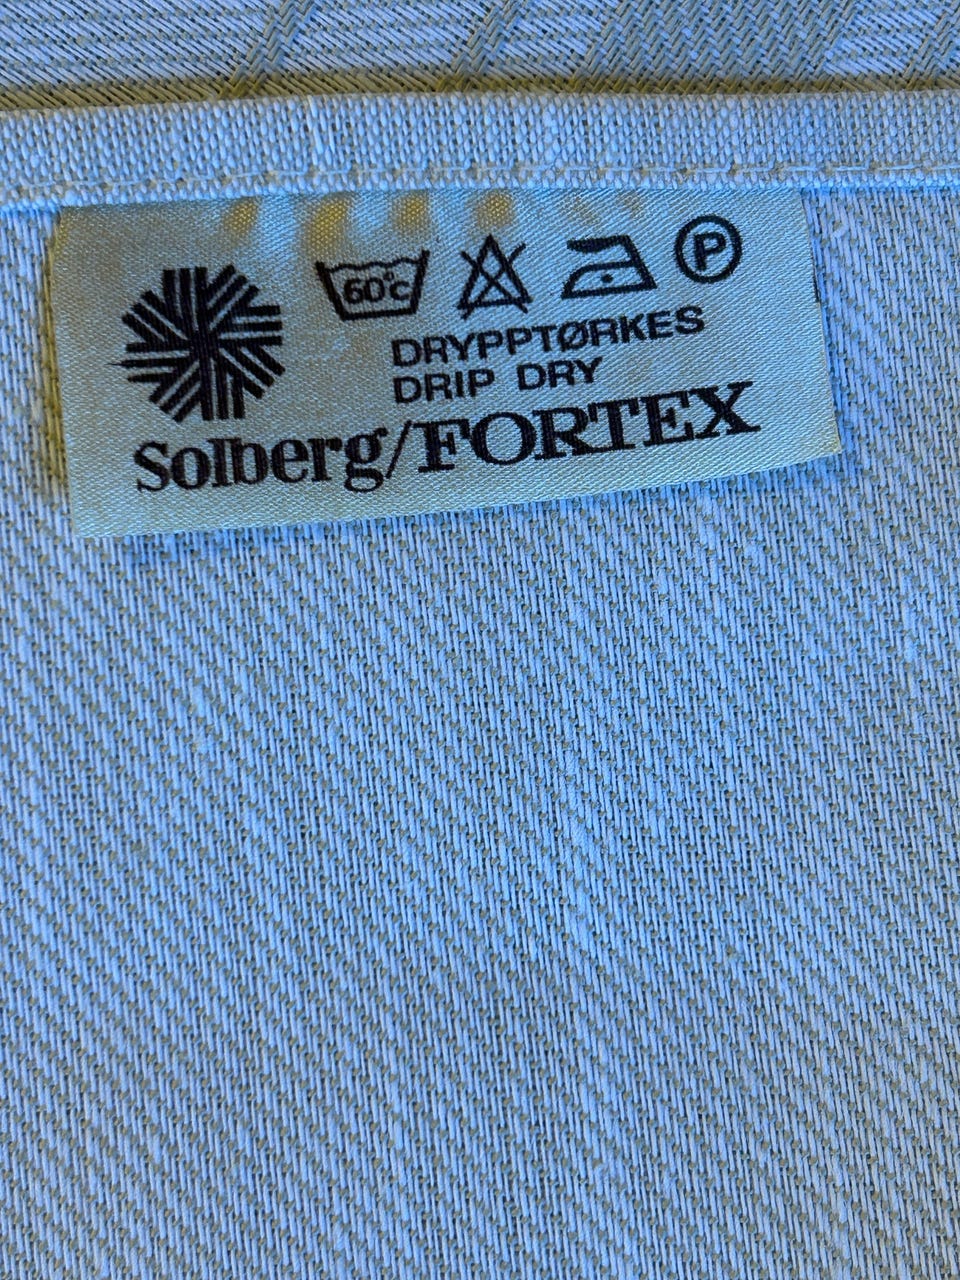 60°c P
DRYPPTØRKES
DRIP DRY
Solberg/FORTEX